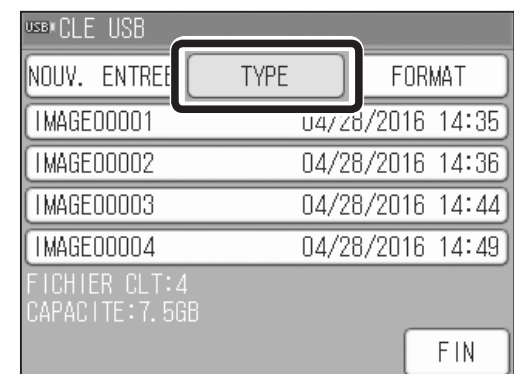 USB CLE USB
NOUV. ENTREE TYPE FORMAT
IMAGE00001 04/28/2016 14:35
IMAGE00002 04/28/2016 14:36
IMAGE00003 04/28/2016 14:44
IMAGE00004 04/28/2016 14:49
FICHIER CLT:4
CAPACITE:7.5GB
FIN